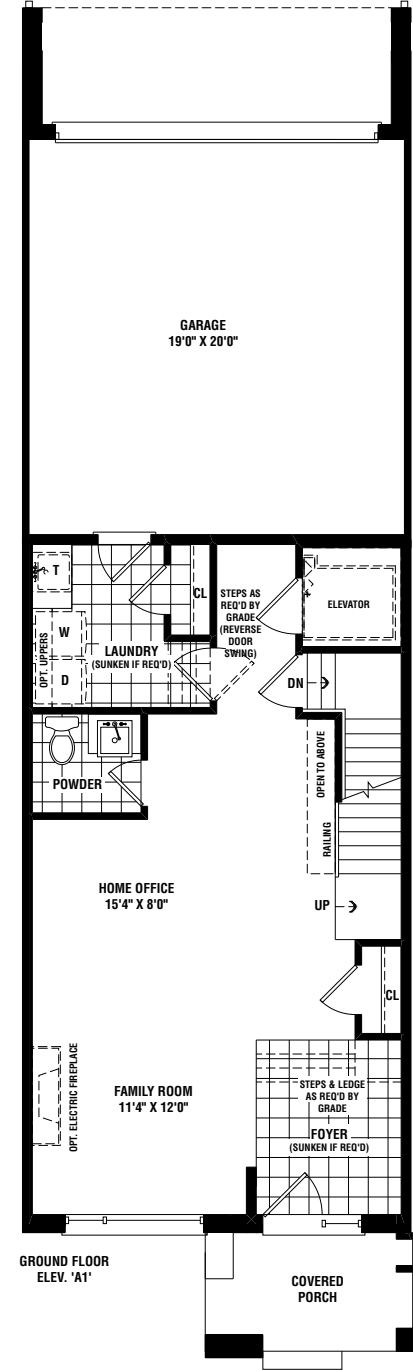 GARAGE
19'0" X 20'0"
T
CL
STEPS AS
REQ'D BY
GRADE
(REVERSE
DOOR
SWING)
ELEVATOR
W
OPT. UPPERS
LAUNDRY
(SUNKEN IF REQ'D)
D
DN
POWDER
OPEN TO ABOVE
RAILING
HOME OFFICE
15'4" X 8'0"
UP
CL
OPT. ELECTRIC FIREPLACE
FAMILY ROOM
11'4" X 12'0"
STEPS & LEDGE
AS REQ'D BY
GRADE
FOYER
(SUNKEN IF REQ'D)
GROUND FLOOR
ELEV. 'A1'
COVERED
PORCH